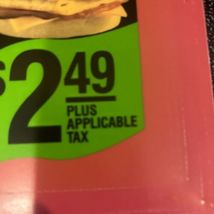 $2 49
PLUS
APPLICABLE
TAX